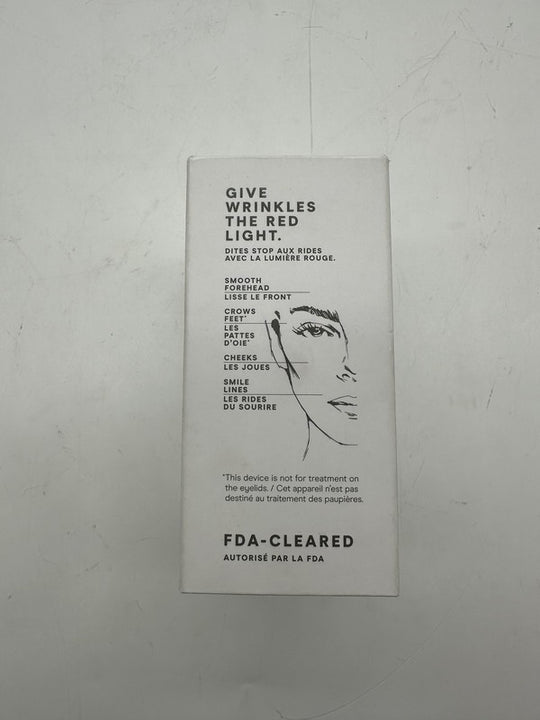 GIVE
WRINKLES
THE RED
LIGHT.
DITES STOP AUX RIDES
AVEC LA LUMIÈRE ROUGE.
SMOOTH
FOREHEAD
LISSE LE FRONT
CROWS
FEET*
LES
PATTES
D'OIE*
CHEEKS
LES JOUES
SMILE
LINES
LES RIDES
DU SOURIRE
*This device is not for treatment on
the eyelids. / Cet appareil n'est pas
destiné au traitement des paupières.
FDA-CLEARED
AUTORISÉ PAR LA FDA